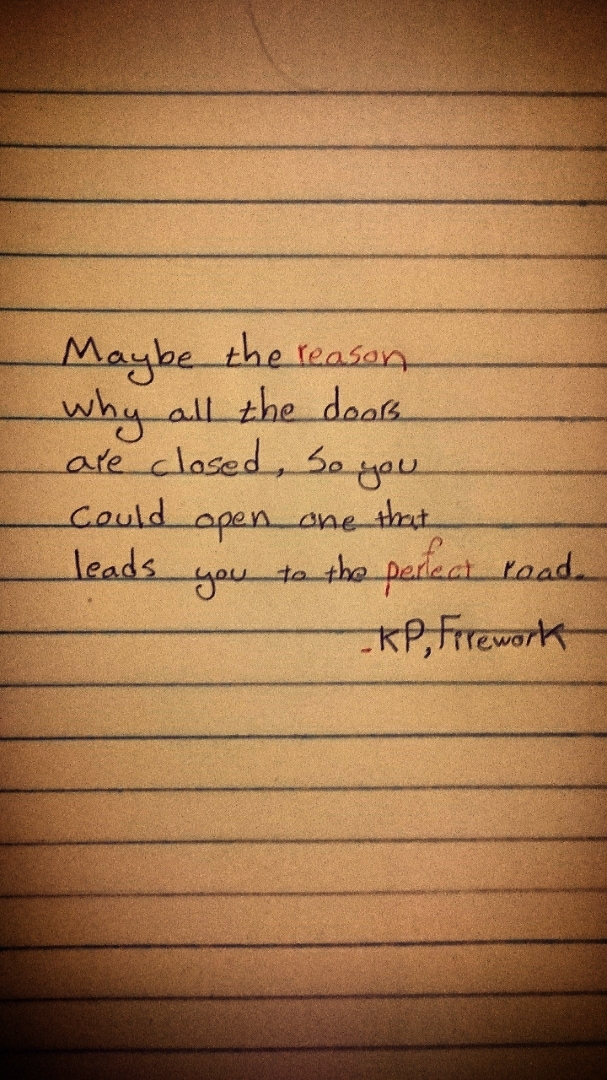 Maybe the reason
why all the doors
are closed, So you
could open one that
leads you to the perfect road.
-KP, Firework